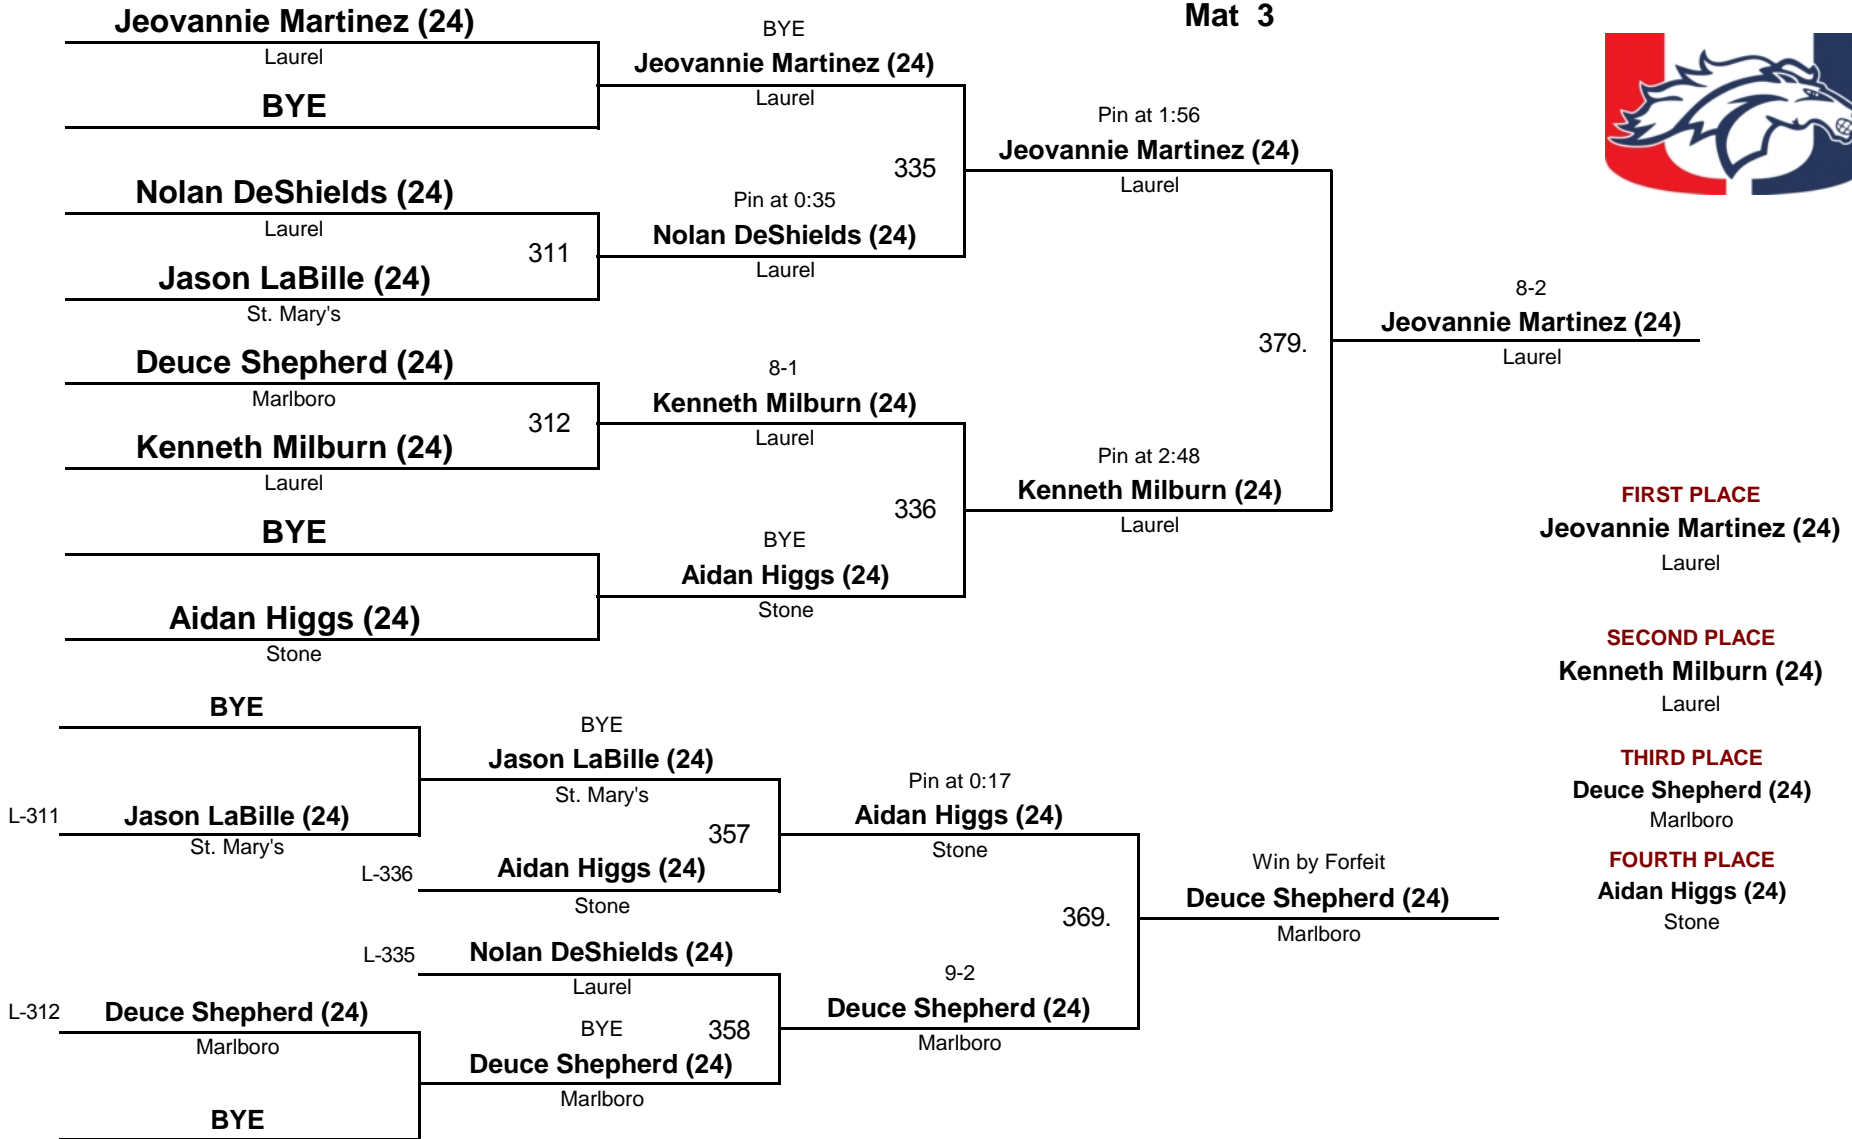 Mat 3
Jeovannie Martinez (24)
Laurel
BYE
Nolan DeShields (24)
Laurel
311
Jason LaBille (24)
St. Mary's
Deuce Shepherd (24)
Marlboro
312
Kenneth Milburn (24)
Laurel
BYE
Aidan Higgs (24)
Stone
BYE
Jeovannie Martinez (24)
Laurel
335
Pin at 0:35
Nolan DeShields (24)
Laurel
8-1
Kenneth Milburn (24)
Laurel
336
BYE
Aidan Higgs (24)
Stone
Pin at 1:56
Jeovannie Martinez (24)
Laurel
379.
Pin at 2:48
Kenneth Milburn (24)
Laurel
8-2
Jeovannie Martinez (24)
Laurel
FIRST PLACE
Jeovannie Martinez (24)
Laurel
SECOND PLACE
Kenneth Milburn (24)
Laurel
THIRD PLACE
Deuce Shepherd (24)
Marlboro
FOURTH PLACE
Aidan Higgs (24)
Stone
BYE
L-311
Jason LaBille (24)
St. Mary's
L-312
Deuce Shepherd (24)
Marlboro
BYE
BYE
Jason LaBille (24)
St. Mary's
357
L-336
Aidan Higgs (24)
Stone
L-335
Nolan DeShields (24)
Laurel
BYE
358
Deuce Shepherd (24)
Marlboro
Pin at 0:17
Aidan Higgs (24)
Stone
369.
9-2
Deuce Shepherd (24)
Marlboro
Win by Forfeit
Deuce Shepherd (24)
Marlboro